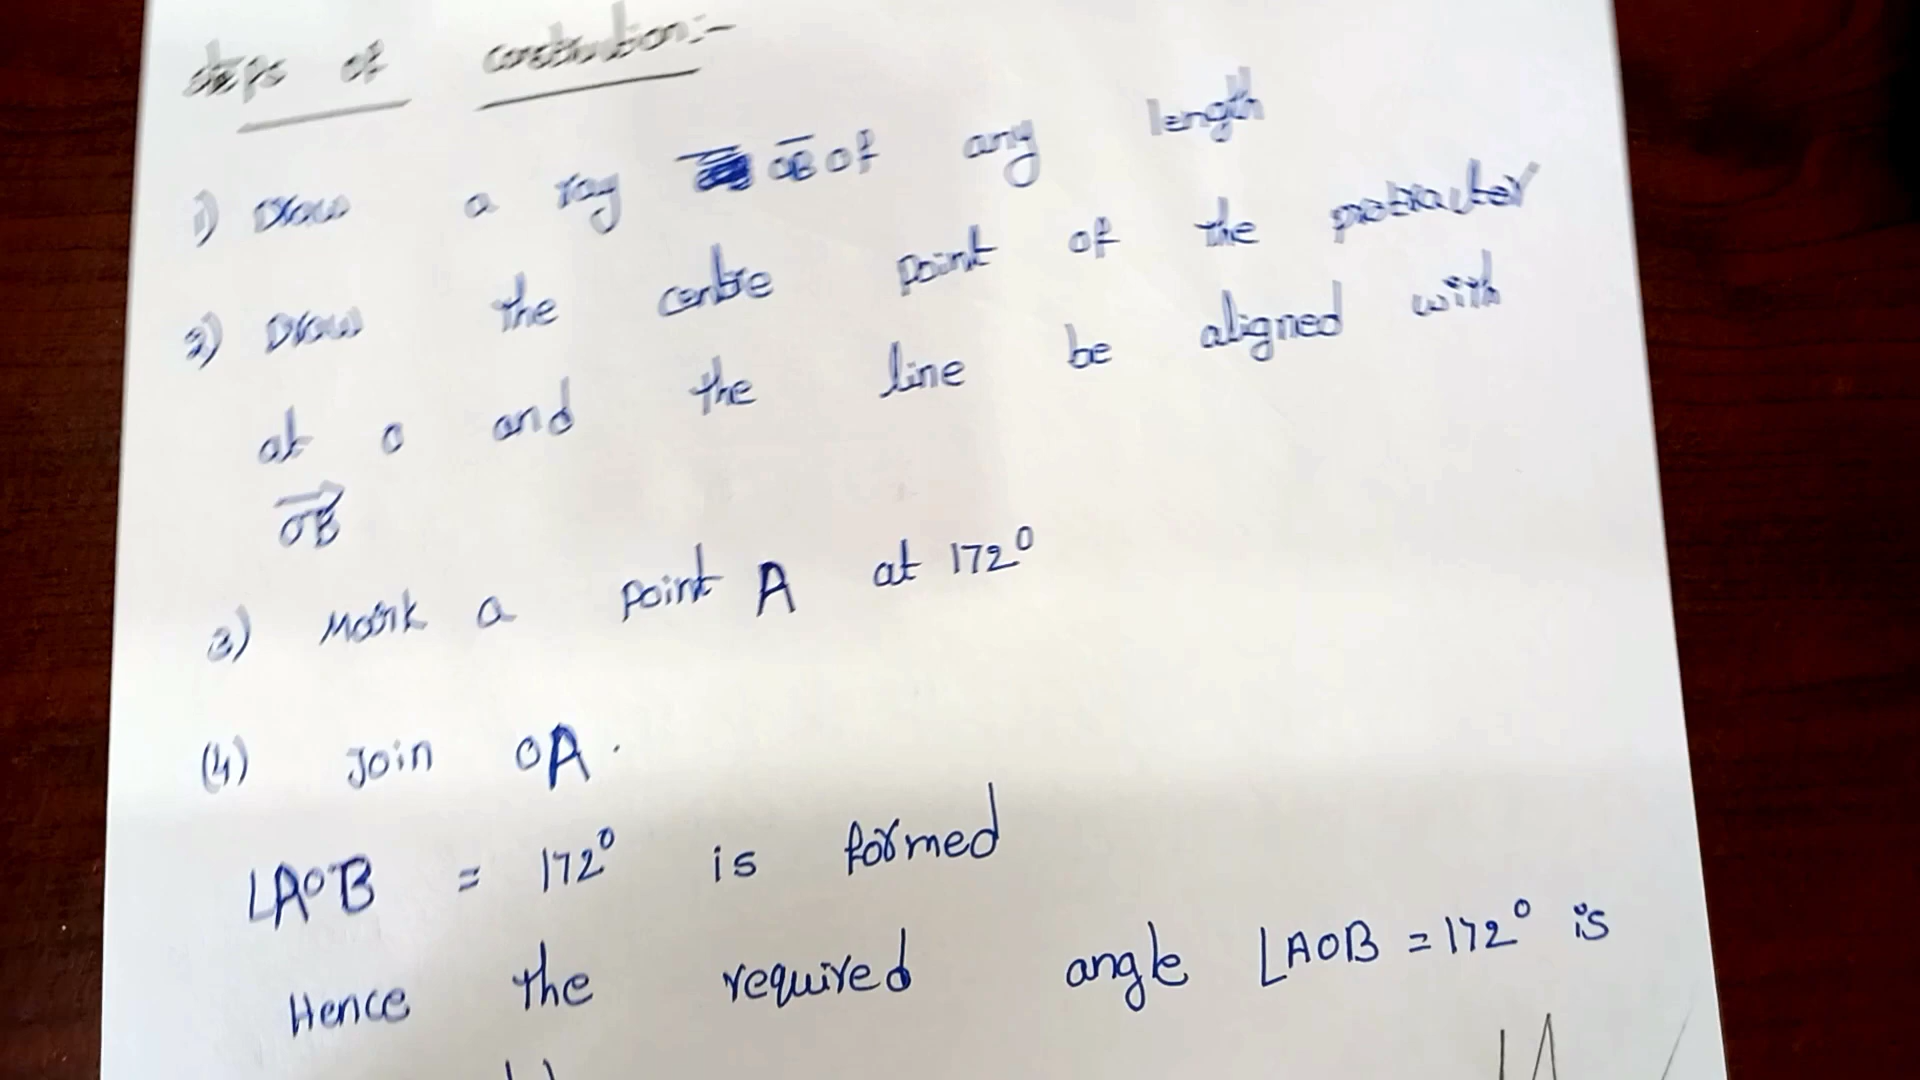 steps of construction:-
1) Draw a ray OB of any length
2) Draw the centre point of the protractor
at O and the line be aligned with
OB
3) Mark a point A at 172°
(4) Join OA.
∠AOB = 172° is formed
Hence the required angle ∠AOB = 172° is